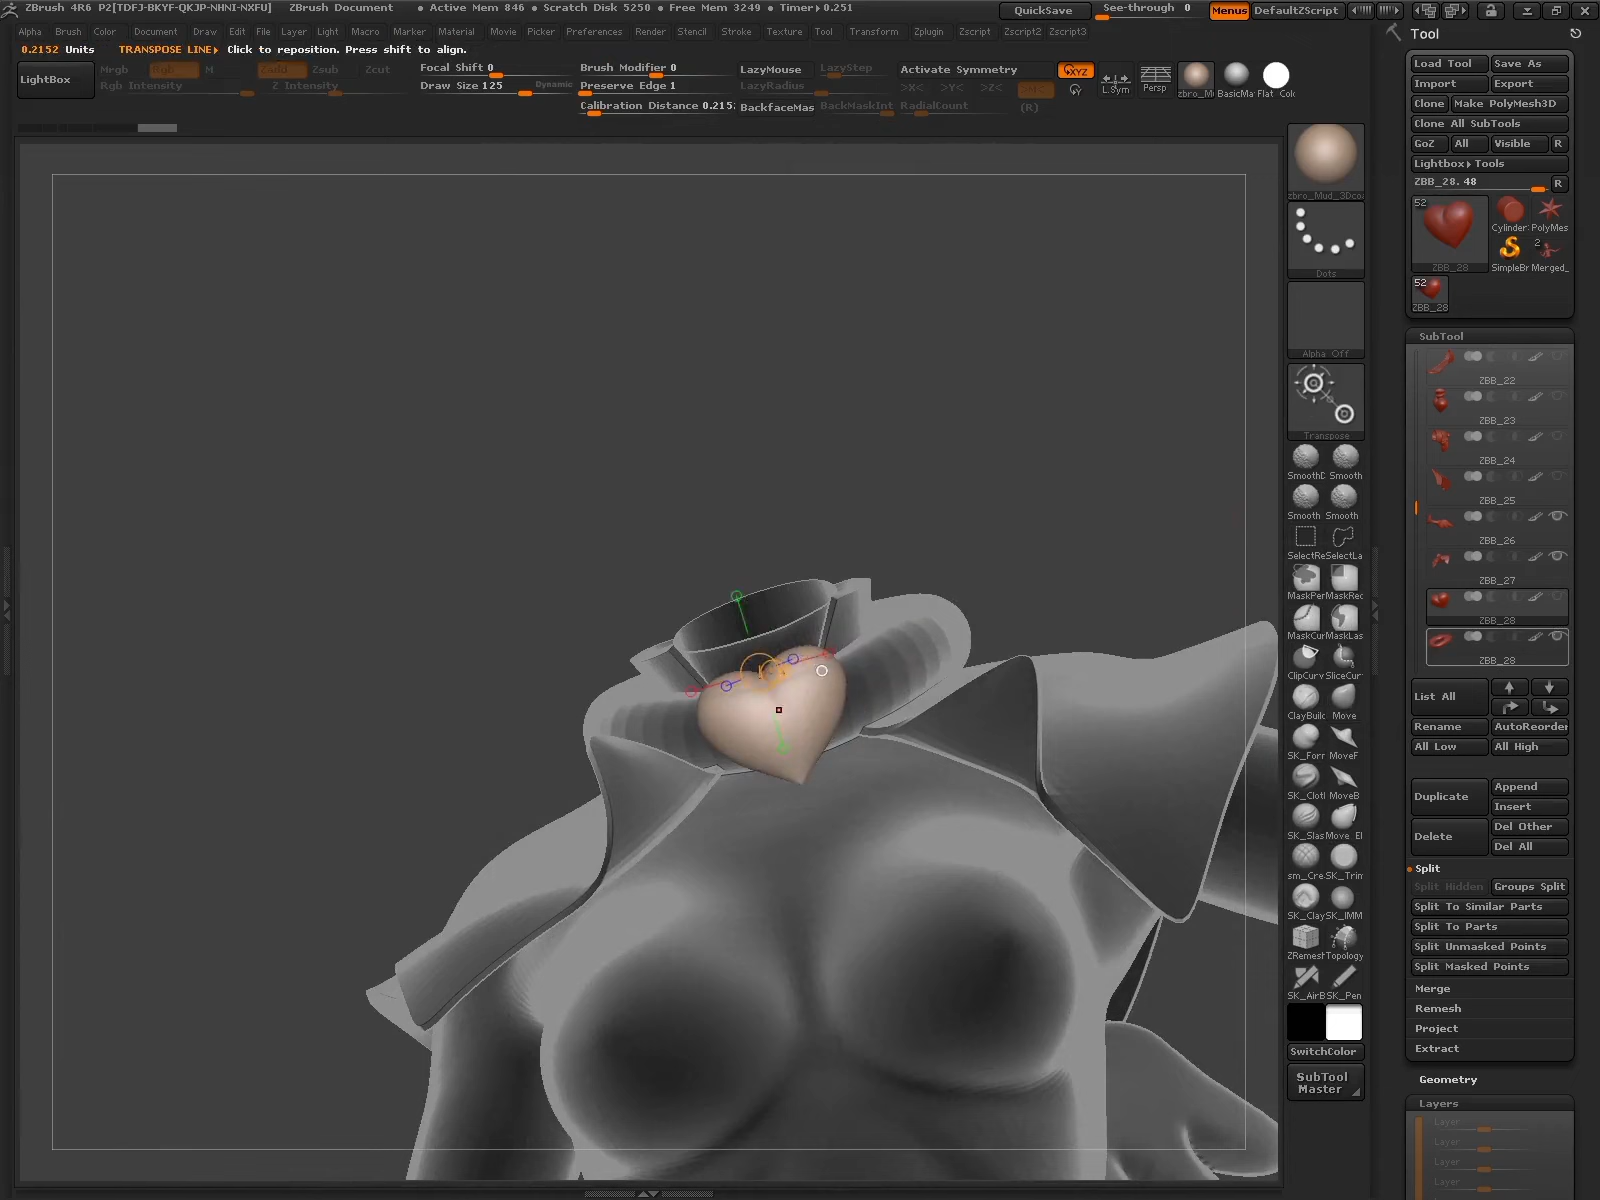 ZBrush 4R6 P2[TDFJ-BKYF-QKJP-NHNI-NXFU] ZBrush Document • Active Mem 846 • Scratch Disk 5250 • Free Mem 3249 • Timer▸0.251 QuickSave See-through 0 Menus DefaultZScript
Alpha Brush Color Document Draw Edit File Layer Light Macro Marker Material Movie Picker Preferences Render Stencil Stroke Texture Tool Transform Zplugin Zscript Zscript2 Zscript3
0.2152 Units TRANSPOSE LINE▸ Click to reposition. Press shift to align.
LightBox
Mrgb Rgb M Zadd Zsub Zcut
Rgb Intensity Z Intensity
Focal Shift 0
Draw Size 125 Dynamic
Brush Modifier 0
Preserve Edge 1
Calibration Distance 0.215
LazyMouse LazyStep
LazyRadius
BackfaceMas BackMaskInt
Activate Symmetry
>X< >Y< >Z<
(R) RadialCount
XYZ
L.Sym
Persp
zbro_M BasicMa Flat Col
zbro_Mud_3Dco
Dots
Alpha Off
Transpose
SmoothD Smooth
Smooth Smooth
SelectRe SelectLa
MaskPer MaskRec
MaskCur MaskLas
ClipCurv SliceCur
ClayBuil Move
SK_Forr MoveF
SK_Clotl MoveB
SK_Slas Move El
sm_Cre SK_Trim
SK_Clay SK_IMM
ZRemesh Topology
SK_AirB SK_Pen
SwitchColor
SubTool
Master
Tool
Load Tool Save As
Import Export
Clone Make PolyMesh3D
Clone All SubTools
GoZ All Visible R
Lightbox▸Tools
ZBB_28. 48 R
52
ZBB_28
Cylinder PolyMes
2
SimpleBr Merged_
52
ZBB_28
SubTool
ZBB_22
ZBB_23
ZBB_24
ZBB_25
ZBB_26
ZBB_27
ZBB_28
ZBB_28
List All
Rename AutoReorder
All Low All High
Duplicate Append
Insert
Delete Del Other
Del All
Split
Split Hidden Groups Split
Split To Similar Parts
Split To Parts
Split Unmasked Points
Split Masked Points
Merge
Remesh
Project
Extract
Geometry
Layers
Layer
Layer
Layer
Layer